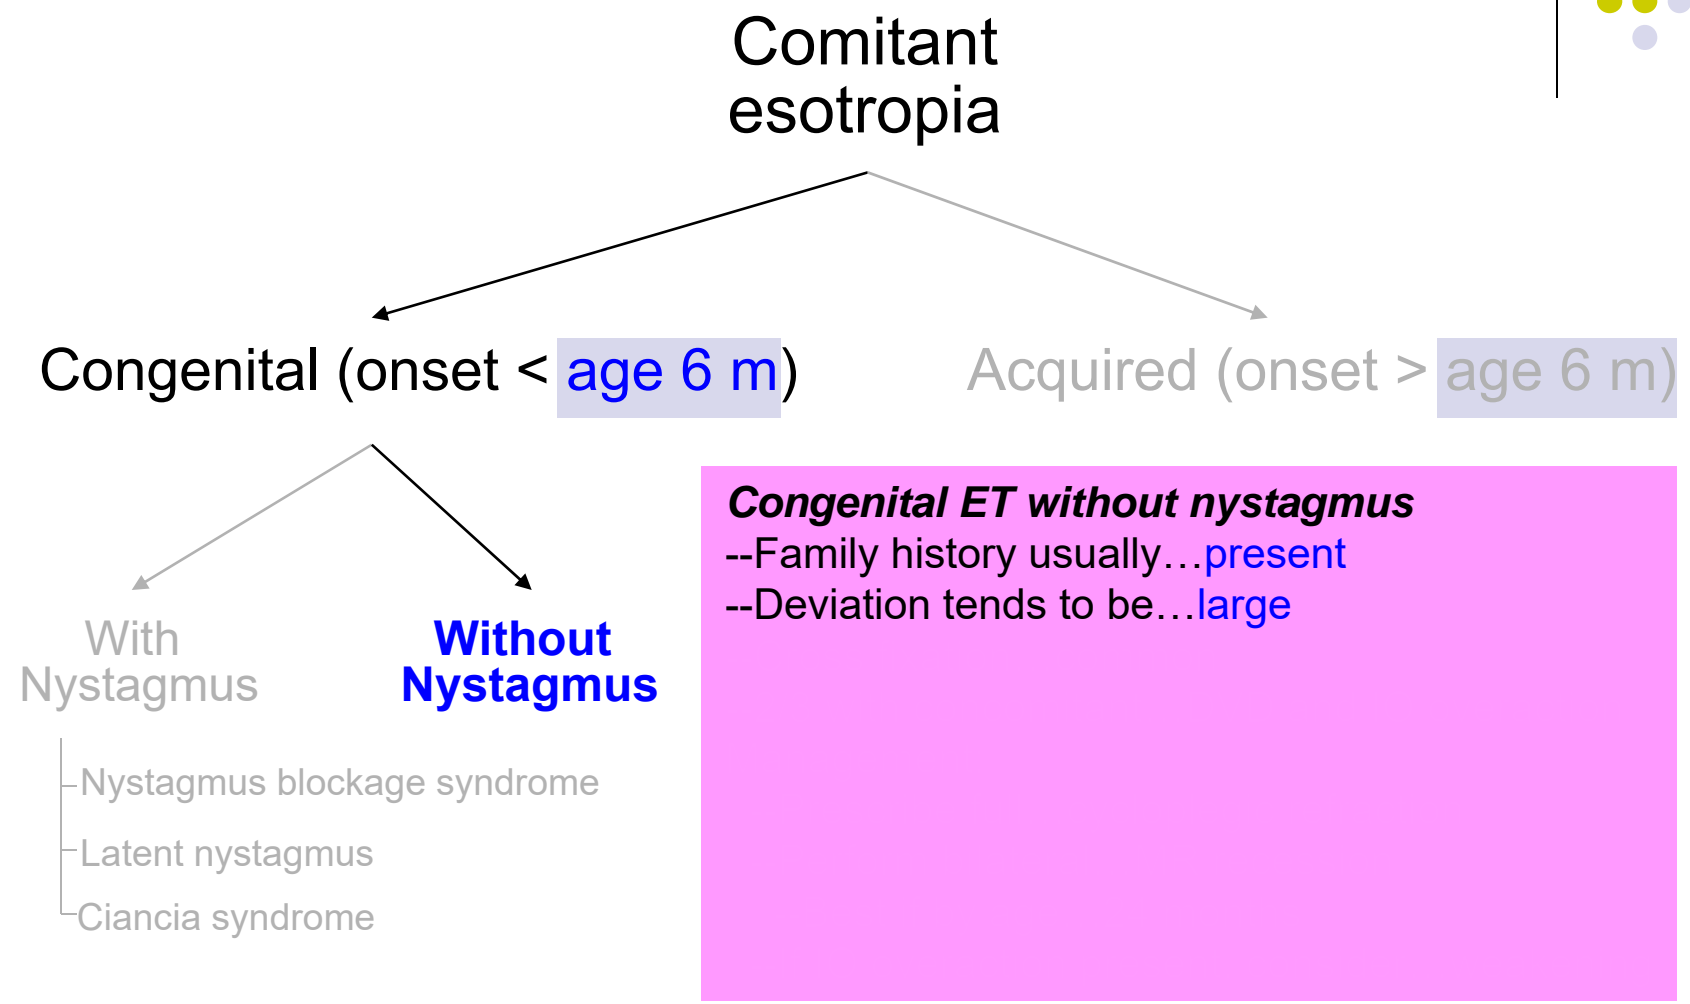 Comitant
esotropia
Congenital (onset < age 6 m)
Acquired (onset > age 6 m)
Congenital ET without nystagmus
--Family history usually…present
--Deviation tends to be…large
With
Nystagmus
Without
Nystagmus
Nystagmus blockage syndrome
Latent nystagmus
Ciancia syndrome